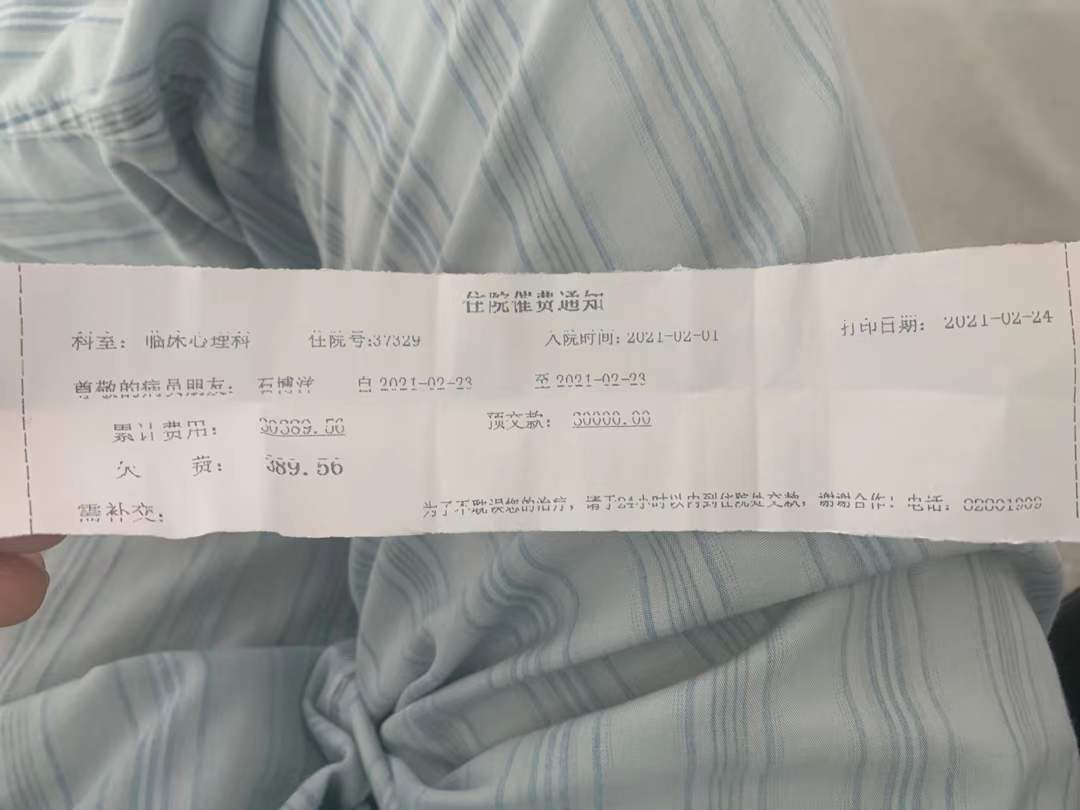 住院催费通知
科室： 临床心理科 住院号:37329 入院时间: 2021-02-01 打印日期： 2021-02-24
尊敬的病员朋友： 石博洋 自 2021-02-23 至 2021-02-23
累计费用： 30389.56 预交款： 30000.00
欠 费： 389.56
需补交： 为了不耽误您的治疗，请于24小时以内到住院处交款，谢谢合作！电话：